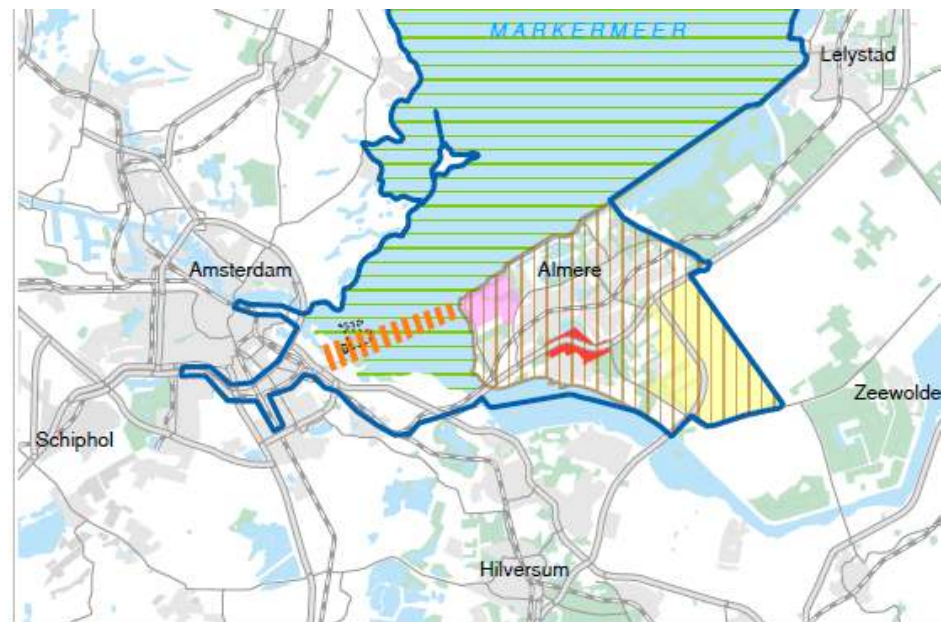 MARKERMEER
Lelystad
Amsterdam
Almere
Zeewolde
Schiphol
Hilversum